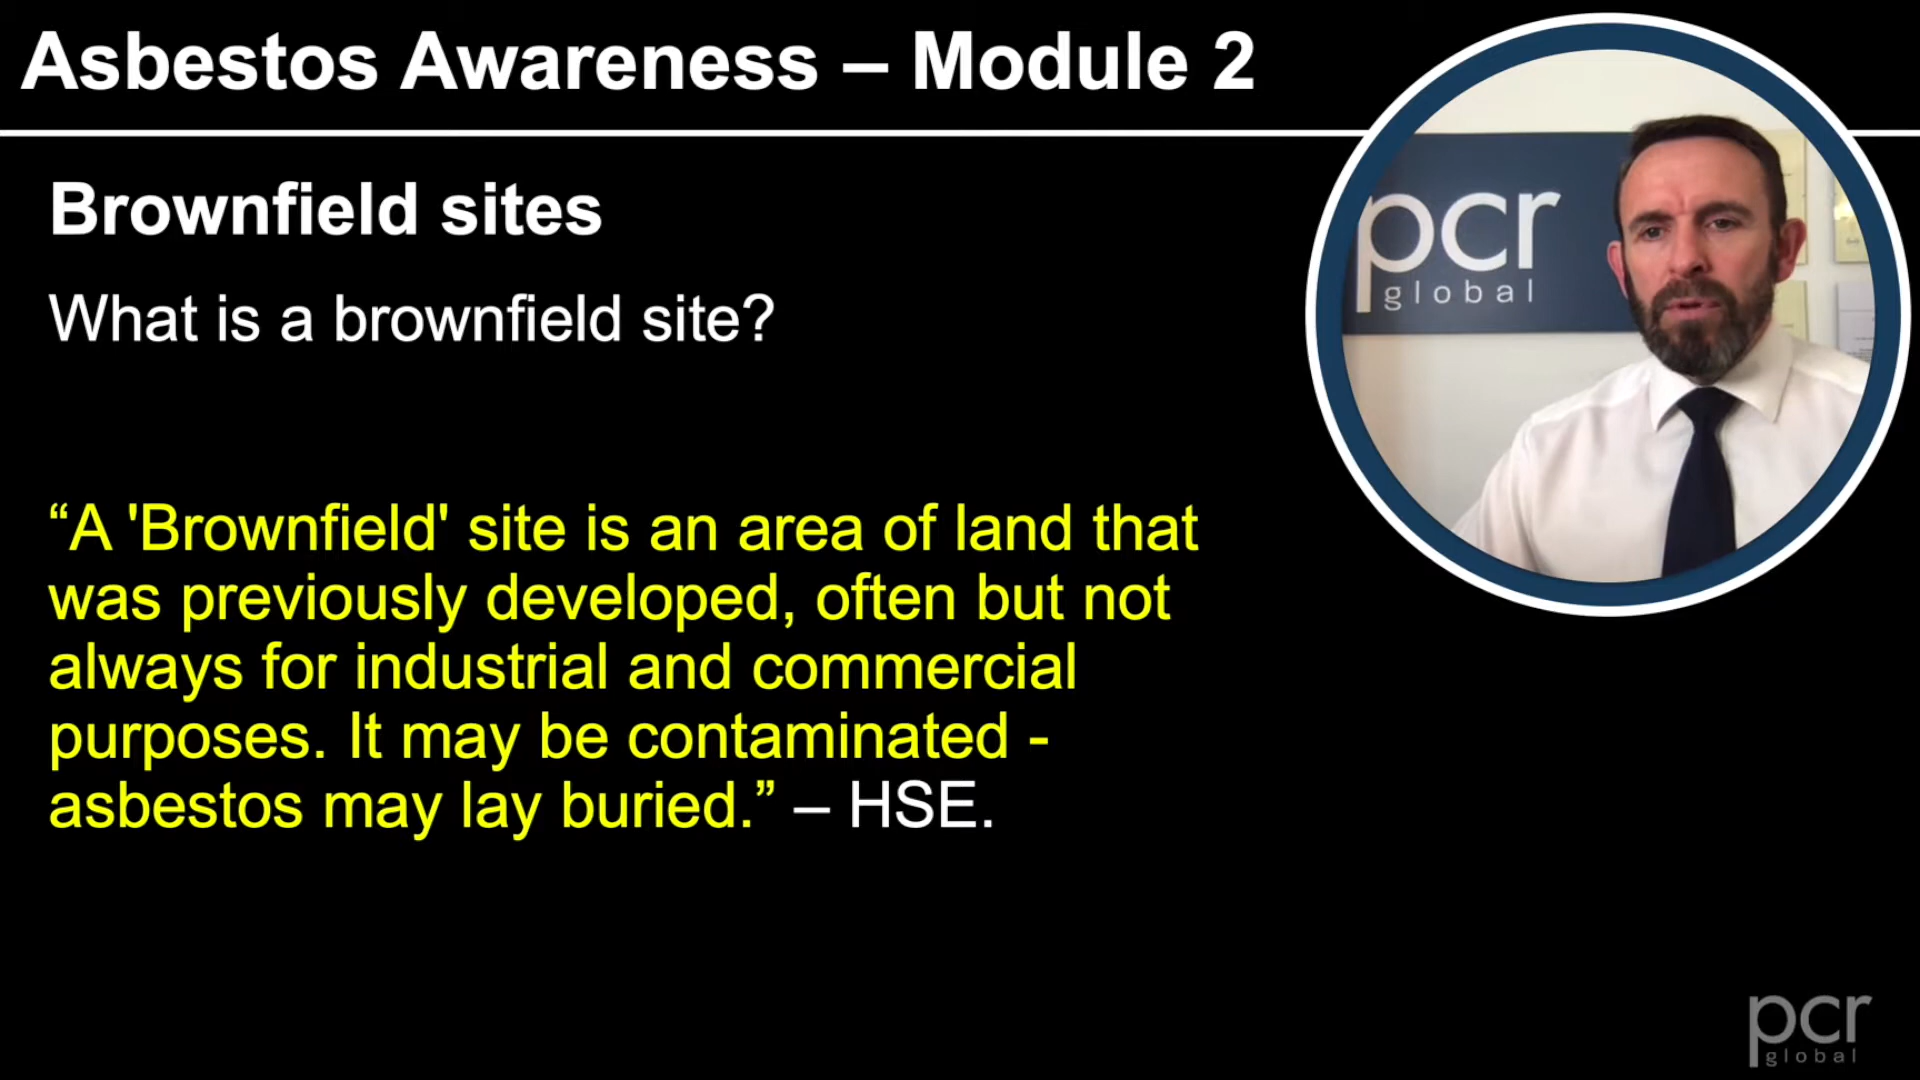 Asbestos Awareness – Module 2
Brownfield sites
What is a brownfield site?
“A 'Brownfield' site is an area of land that
was previously developed, often but not
always for industrial and commercial
purposes. It may be contaminated -
asbestos may lay buried.” – HSE.
pcr
global
pcr
global